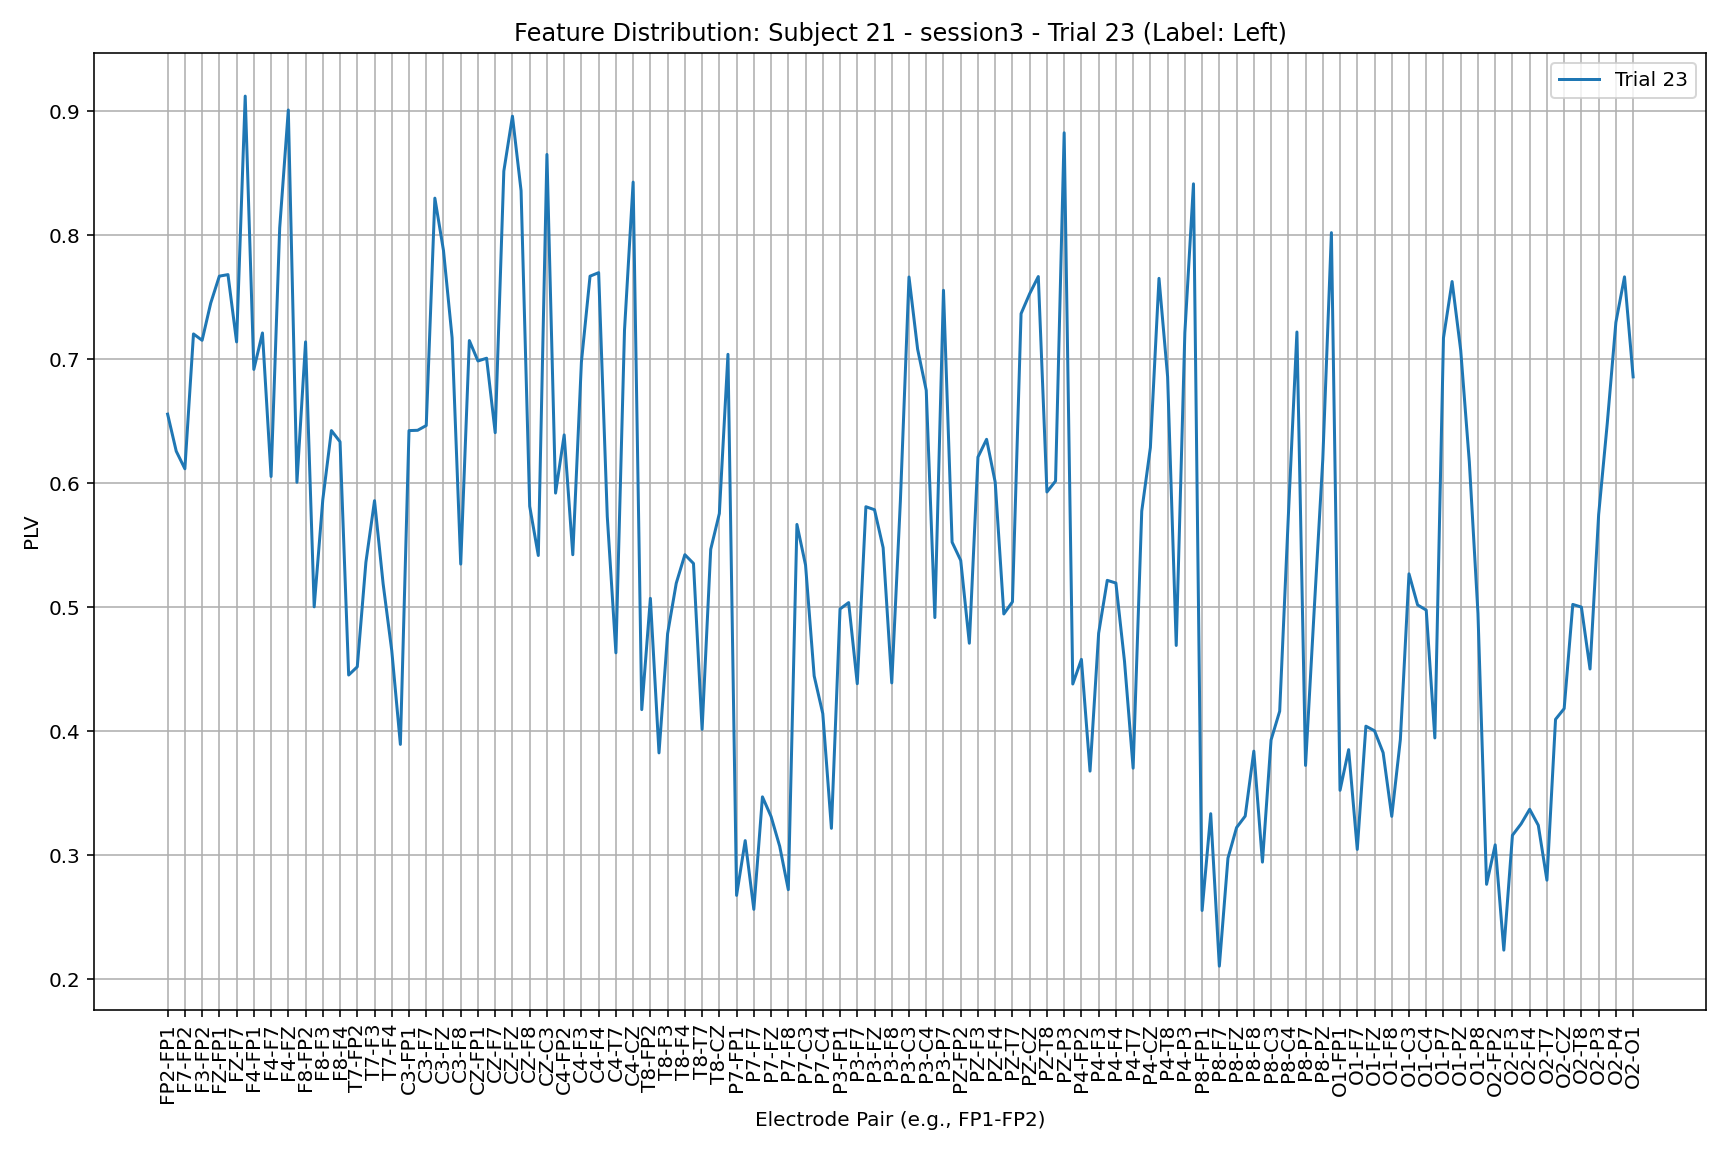 Feature Distribution: Subject 21 - session3 - Trial 23 (Label: Left)
Trial 23
0.9
0.8
0.7
0.6
0.5
0.4
0.3
0.2
PLV
FP2-FP1
F7-FP2
F3-FP2
FZ-FP1
FZ-F7
F4-FP1
F4-F7
F4-FZ
F8-FP2
F8-F3
F8-F4
T7-FP2
T7-F3
T7-F4
C3-FP1
C3-F7
C3-FZ
C3-F8
CZ-FP1
CZ-F7
CZ-FZ
CZ-F8
CZ-C3
C4-FP2
C4-F3
C4-F4
C4-T7
C4-CZ
T8-FP2
T8-F3
T8-F4
T8-T7
T8-CZ
P7-FP1
P7-F7
P7-FZ
P7-F8
P7-C3
P7-C4
P3-FP1
P3-F7
P3-FZ
P3-F8
P3-C3
P3-C4
P3-P7
PZ-FP2
PZ-F3
PZ-F4
PZ-T7
PZ-CZ
PZ-T8
PZ-P3
P4-FP2
P4-F3
P4-F4
P4-T7
P4-CZ
P4-T8
P4-P3
P8-FP1
P8-F7
P8-FZ
P8-F8
P8-C3
P8-C4
P8-P7
P8-PZ
O1-FP1
O1-F7
O1-FZ
O1-F8
O1-C3
O1-C4
O1-P7
O1-PZ
O1-P8
O2-FP2
O2-F3
O2-F4
O2-T7
O2-CZ
O2-T8
O2-P3
O2-P4
O2-O1
Electrode Pair (e.g., FP1-FP2)